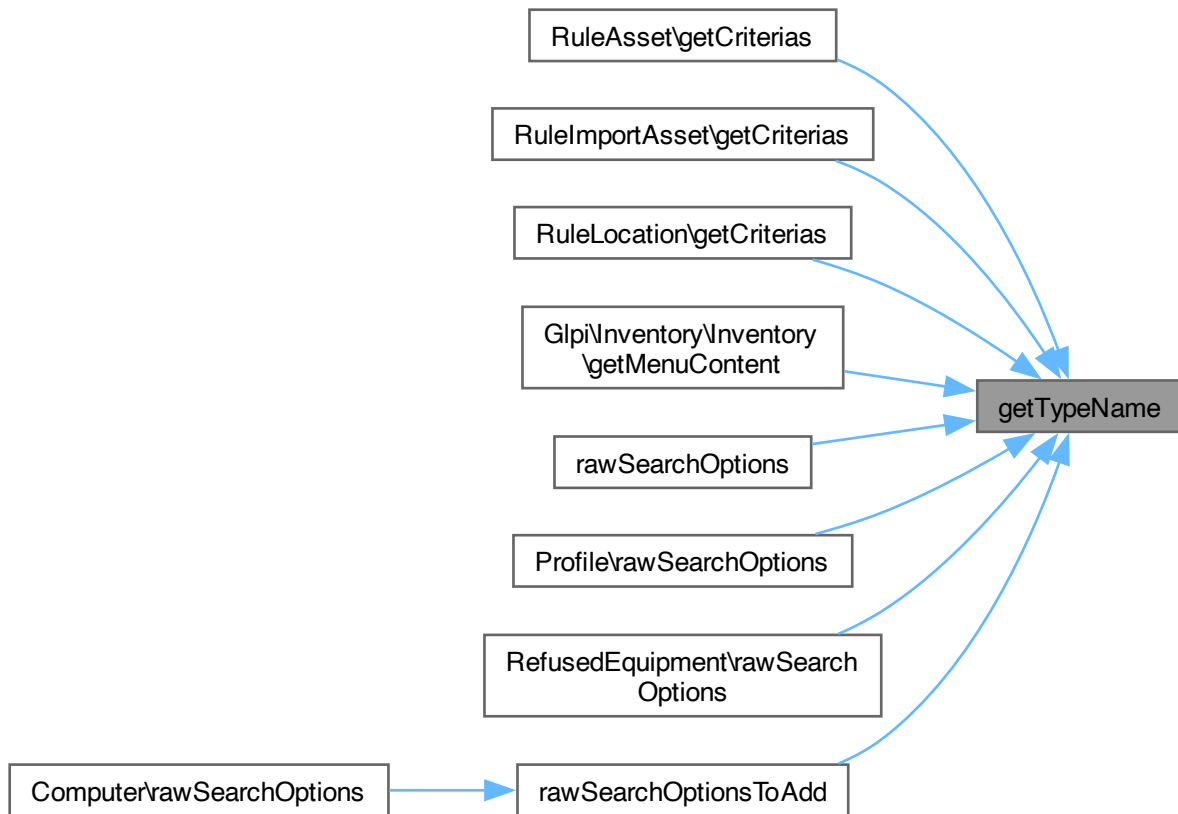 RuleAsset\getCriterias
RuleImportAsset\getCriterias
RuleLocation\getCriterias
Glpi\Inventory\Inventory
\getMenuContent
getTypeName
rawSearchOptions
Profile\rawSearchOptions
RefusedEquipment\rawSearch
Options
Computer\rawSearchOptions
rawSearchOptionsToAdd